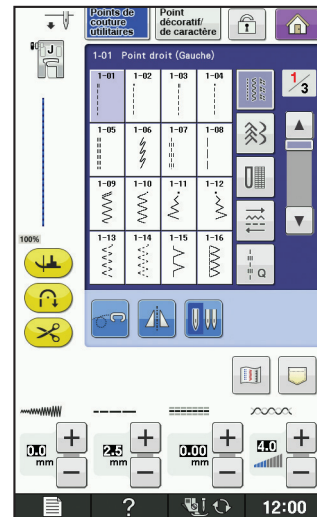 Points de
couture
utilitaires
Point
décoratif/
de caractère
J
1-01 Point droit (Gauche)
1-01 1-02 1-03 1-04
1/3
1-05 1-06 1-07 1-08
1-09 1-10 1-11 1-12
1-13 1-14 1-15 1-16
Q
100%
0.0 mm
2.5 mm
0.00 mm
4.0
?
12:00